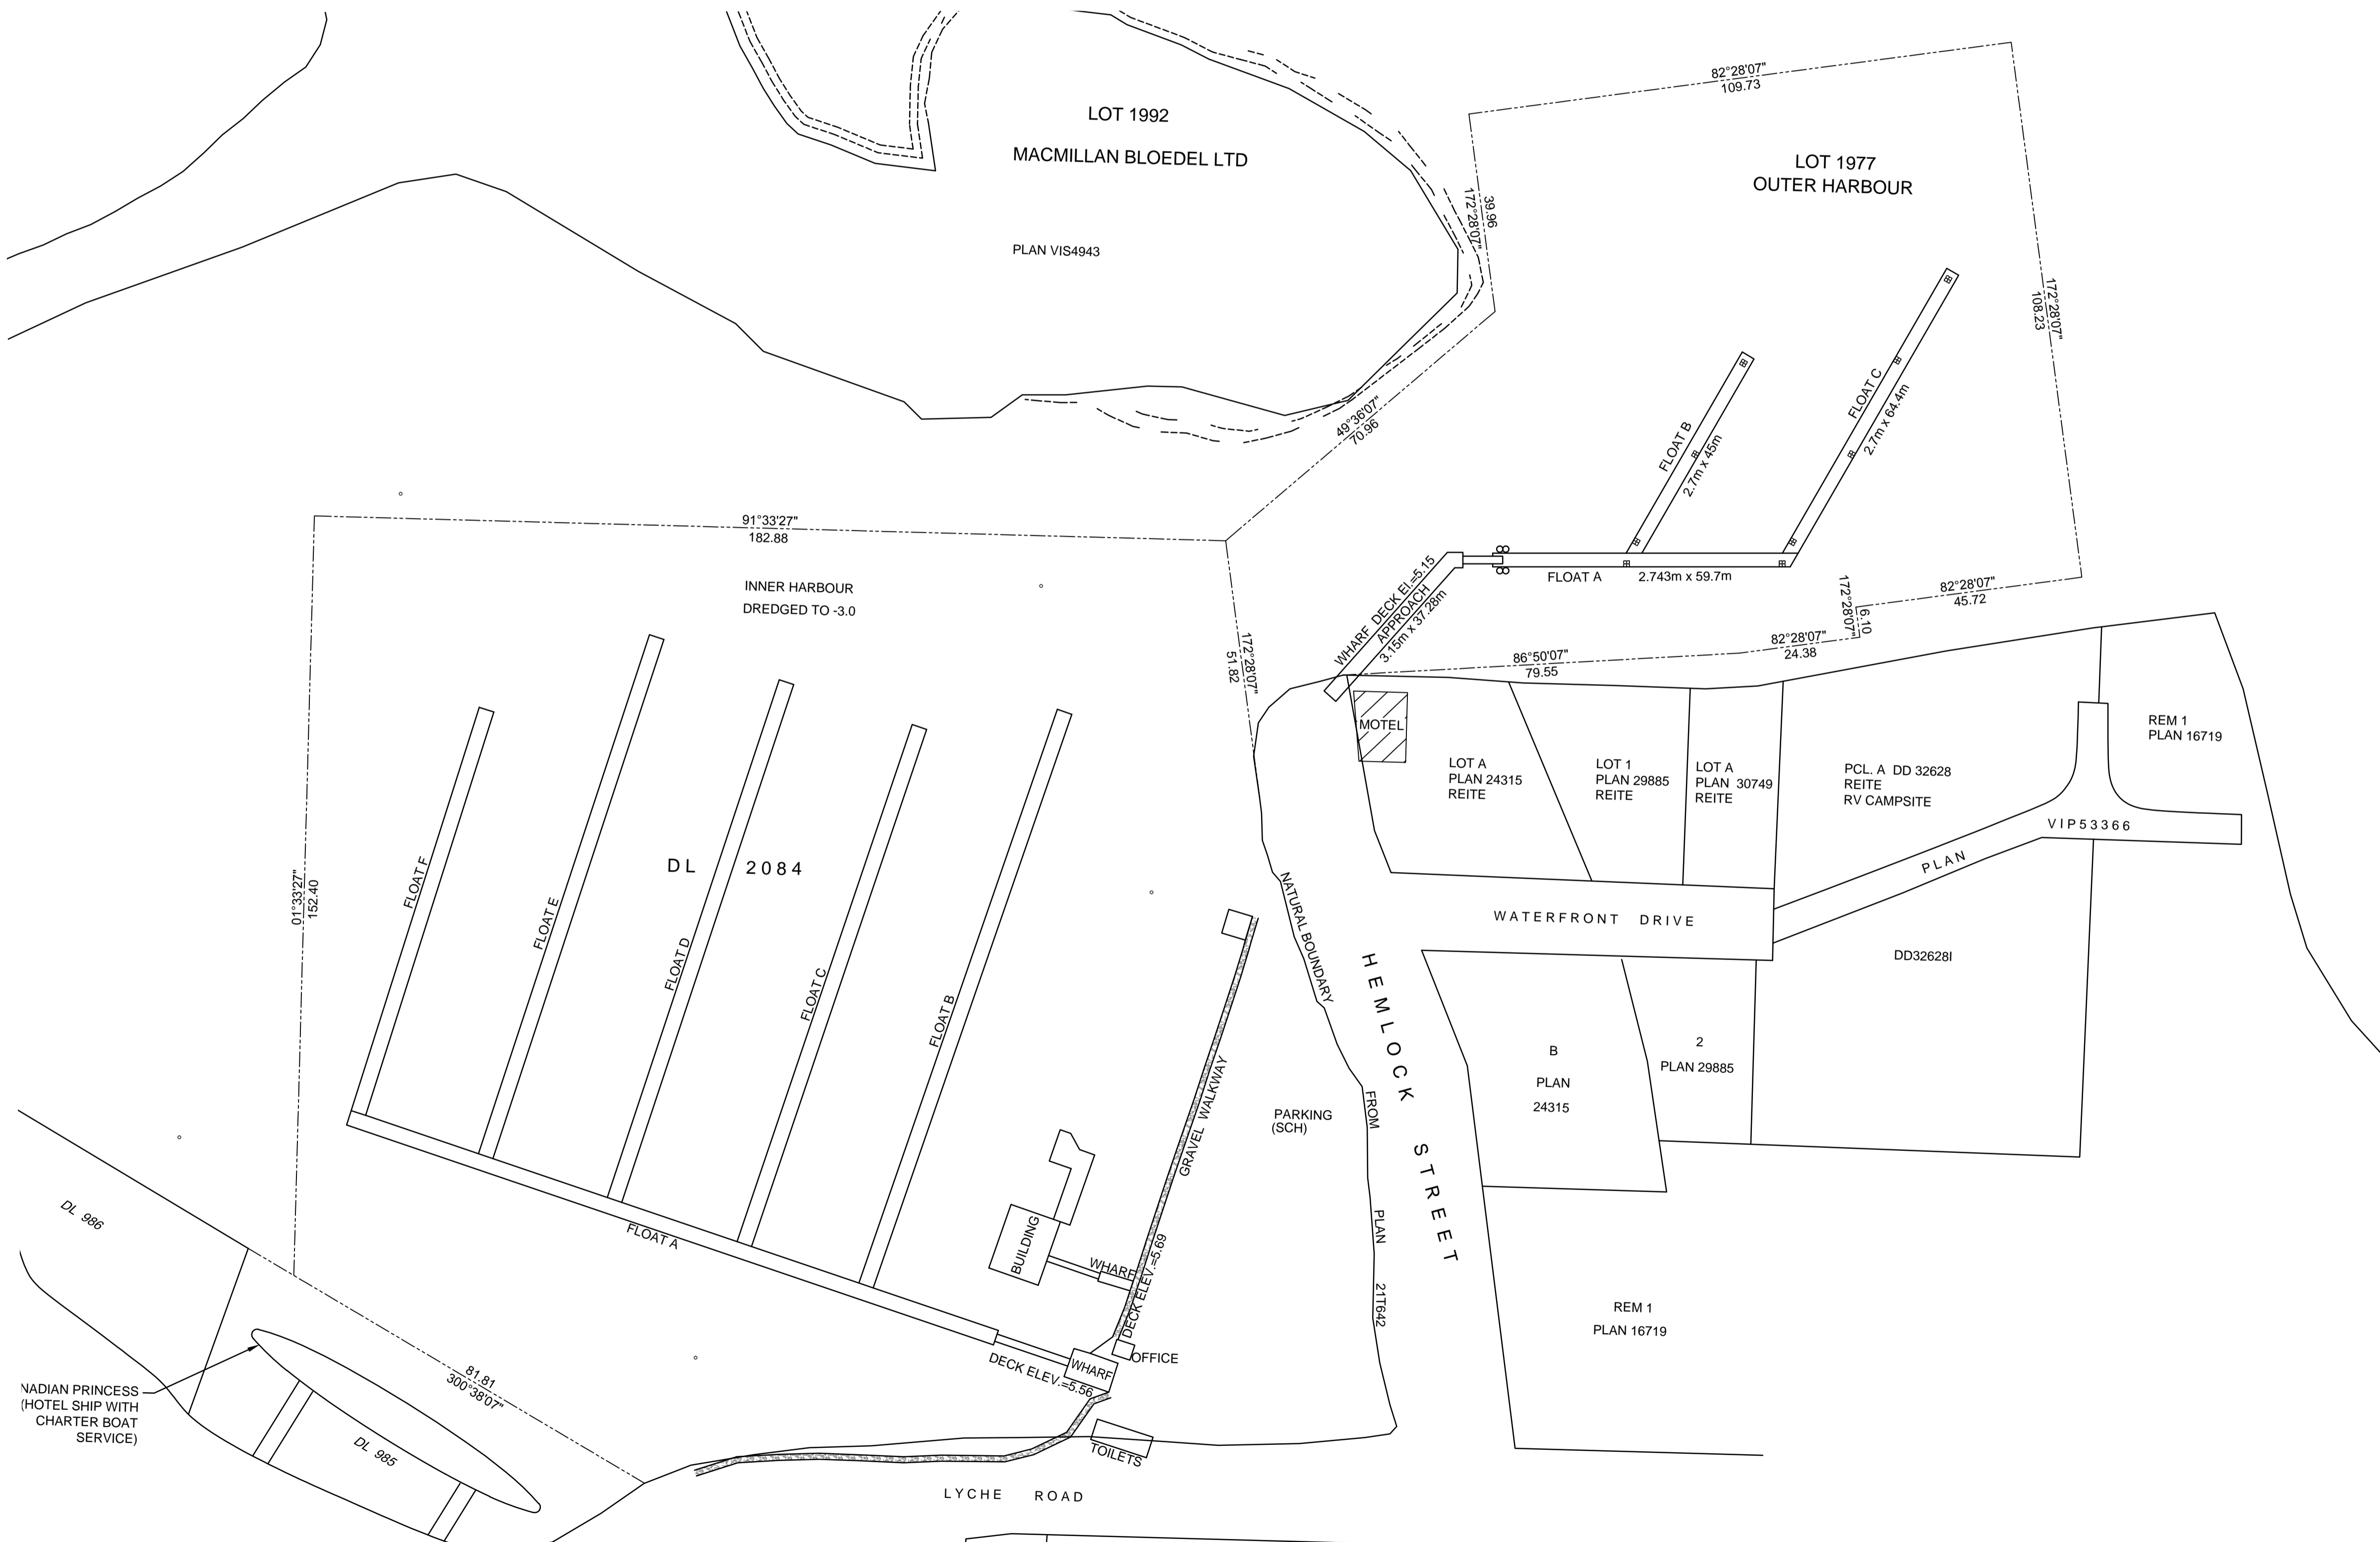 82°28'07"
109.73
LOT 1992
MACMILLAN BLOEDEL LTD
PLAN VIS4943
LOT 1977
OUTER HARBOUR
39.96
172°28'07"
172°28'07"
108.23
49°36'07"
70.96
FLOAT B
2.7m x 45m
FLOAT C
2.7m x 64.4m
91°33'27"
182.88
INNER HARBOUR
DREDGED TO -3.0
WHARF DECK El.=5.15
APPROACH
3.15m x 37.28m
FLOAT A 2.743m x 59.7m
172°28'07"
6.10
82°28'07"
45.72
82°28'07"
24.38
86°50'07"
79.55
172°28'07"
51.82
MOTEL
LOT A
PLAN 24315
REITE
LOT 1
PLAN 29885
REITE
LOT A
PLAN 30749
REITE
PCL. A DD 32628
REITE
RV CAMPSITE
REM 1
PLAN 16719
PLAN VIP53366
01°33'27"
152.40
DL 2084
FLOAT F
FLOAT E
FLOAT D
FLOAT C
FLOAT B
FLOAT A
NATURAL BOUNDARY FROM PLAN 21T642
WATERFRONT DRIVE
HEMLOCK STREET
DD32628I
B
PLAN
24315
2
PLAN 29885
REM 1
PLAN 16719
PARKING
(SCH)
GRAVEL WALKWAY
BUILDING
WHARF
DECK ELEV.=5.69
OFFICE
WHARF
DECK ELEV.=5.56
TOILETS
LYCHE ROAD
DL 986
81.81
300°38'07"
NADIAN PRINCESS
(HOTEL SHIP WITH
CHARTER BOAT
SERVICE)
DL 985